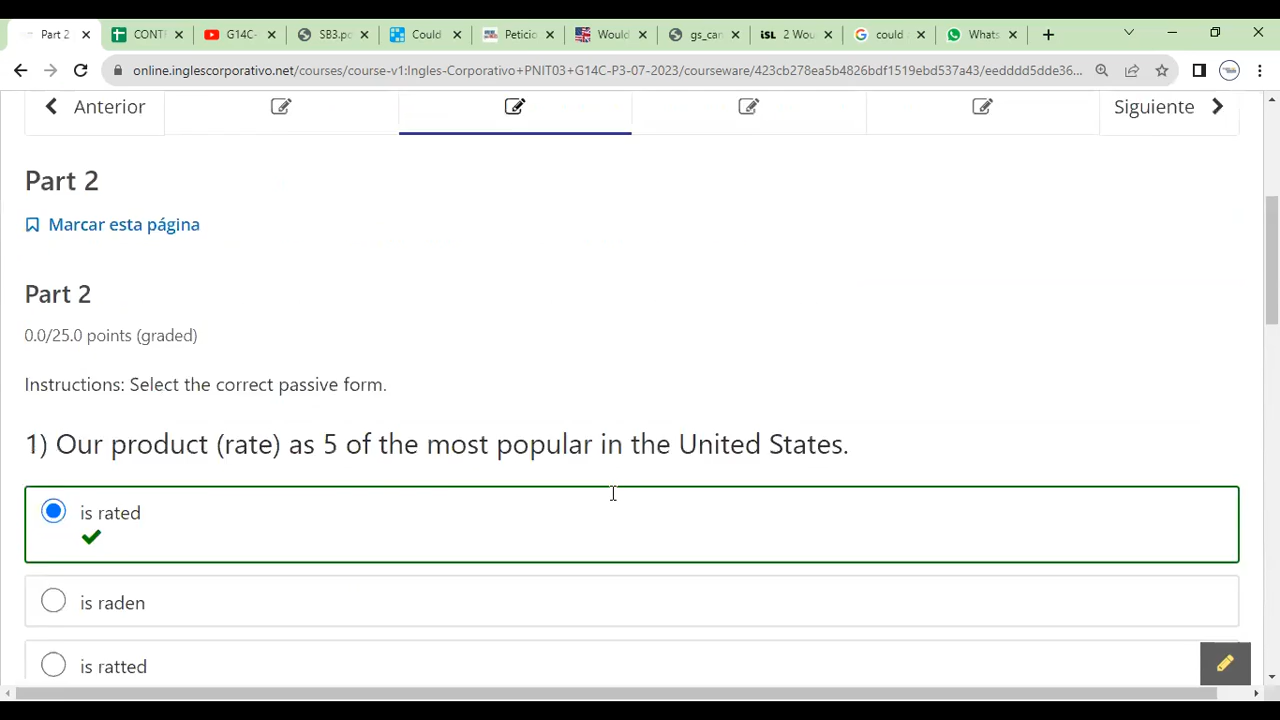 Part 2
CONT
G14C-
SB3.p
Could
Peticio
Would
gs_can
iSL 2 Wou
could
Whats
online.inglescorporativo.net/courses/course-v1:Ingles-Corporativo+PNIT03+G14C-P3-07-2023/courseware/423cb278ea5b4826bdf1519ebd537a43/eedddd5dde36...
Anterior
Siguiente
Part 2
Marcar esta página
Part 2
0.0/25.0 points (graded)
Instructions: Select the correct passive form.
1) Our product (rate) as 5 of the most popular in the United States.
is rated
is raden
is ratted